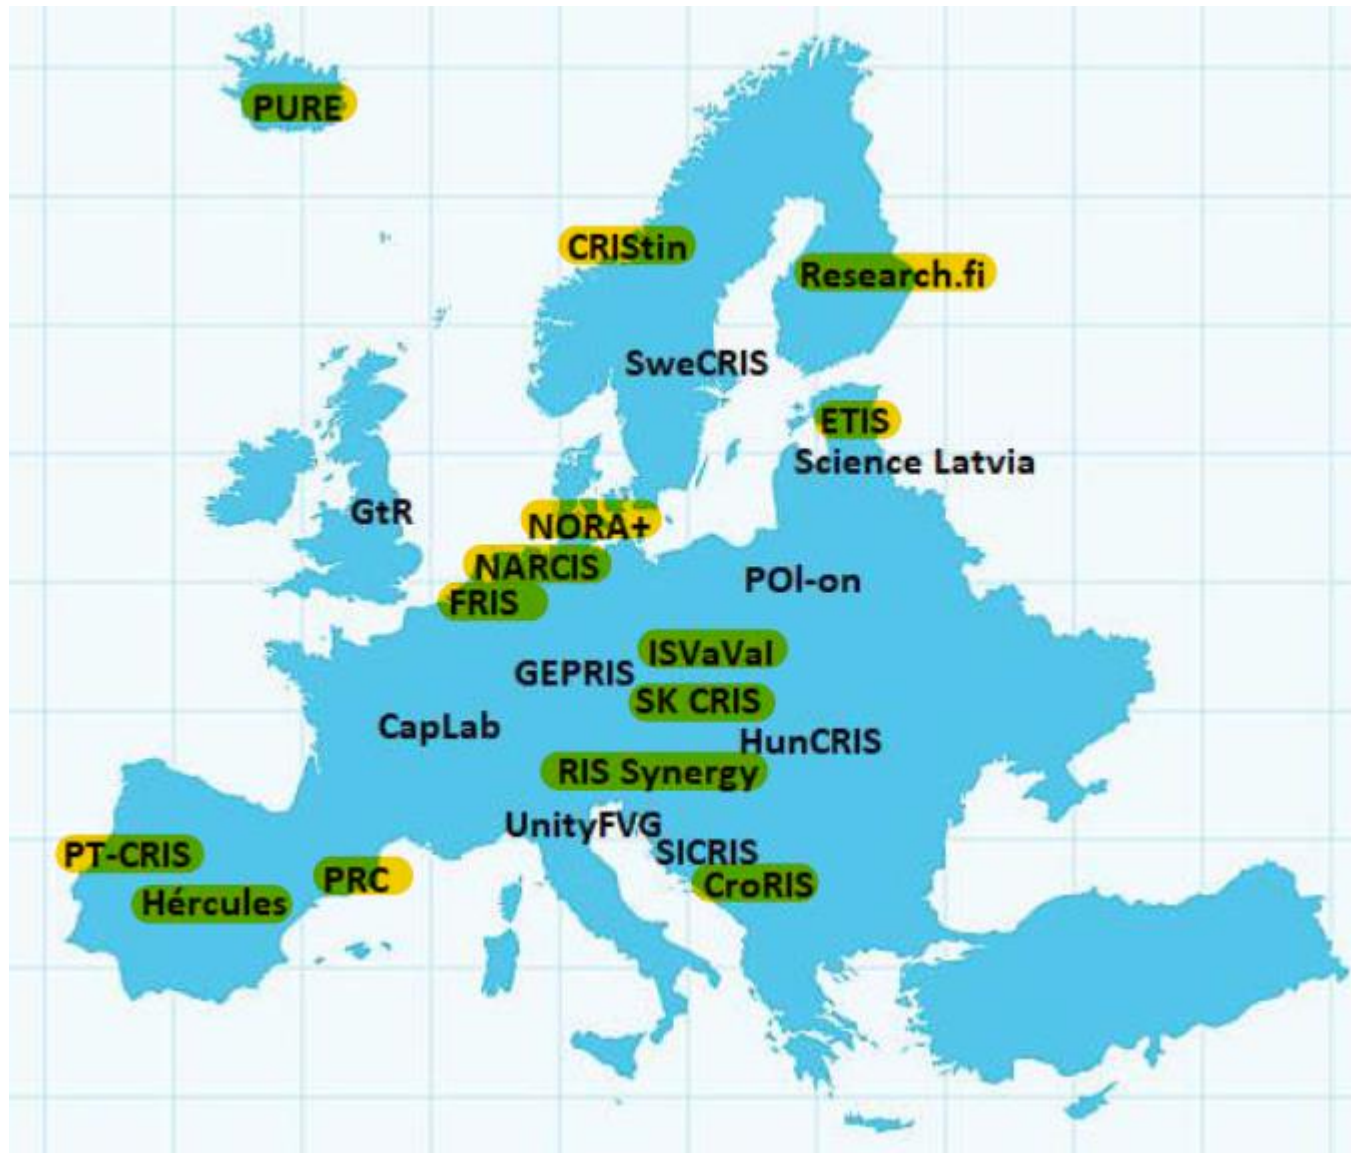 PURE
CRIStin
Research.fi
SweCRIS
ETIS
Science Latvia
GtR
NORA+
NARCIS
POl-on
FRIS
ISVaVal
GEPRIS
SK CRIS
CapLab
HunCRIS
RIS Synergy
UnityFVG
PT-CRIS
SICRIS
PRC
CroRIS
Hércules